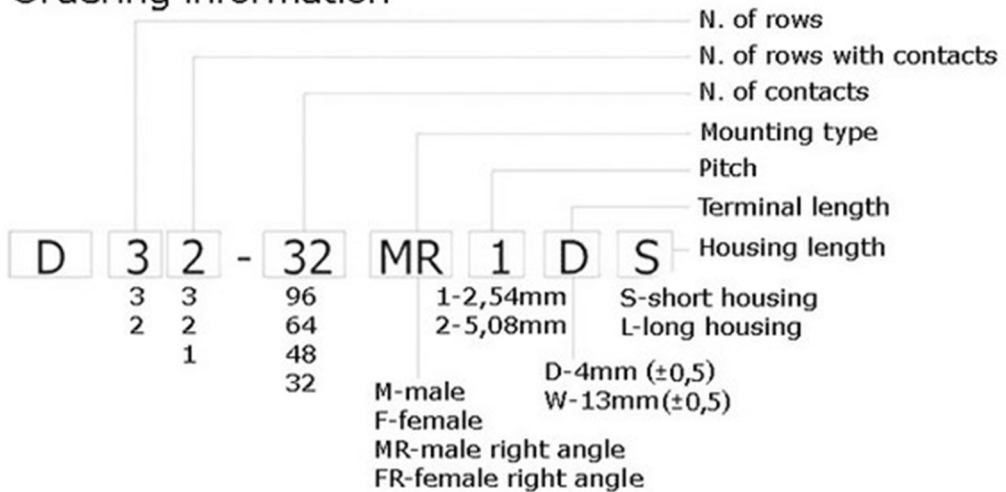 N. of rows
N. of rows with contacts
N. of contacts
Mounting type
Pitch
Terminal length
Housing length
D 3 2 - 32 MR 1 D S
3 3 96 1-2,54mm S-short housing
2 2 64 2-5,08mm L-long housing
1 48
32
D-4mm (±0,5)
W-13mm(±0,5)
M-male
F-female
MR-male right angle
FR-female right angle